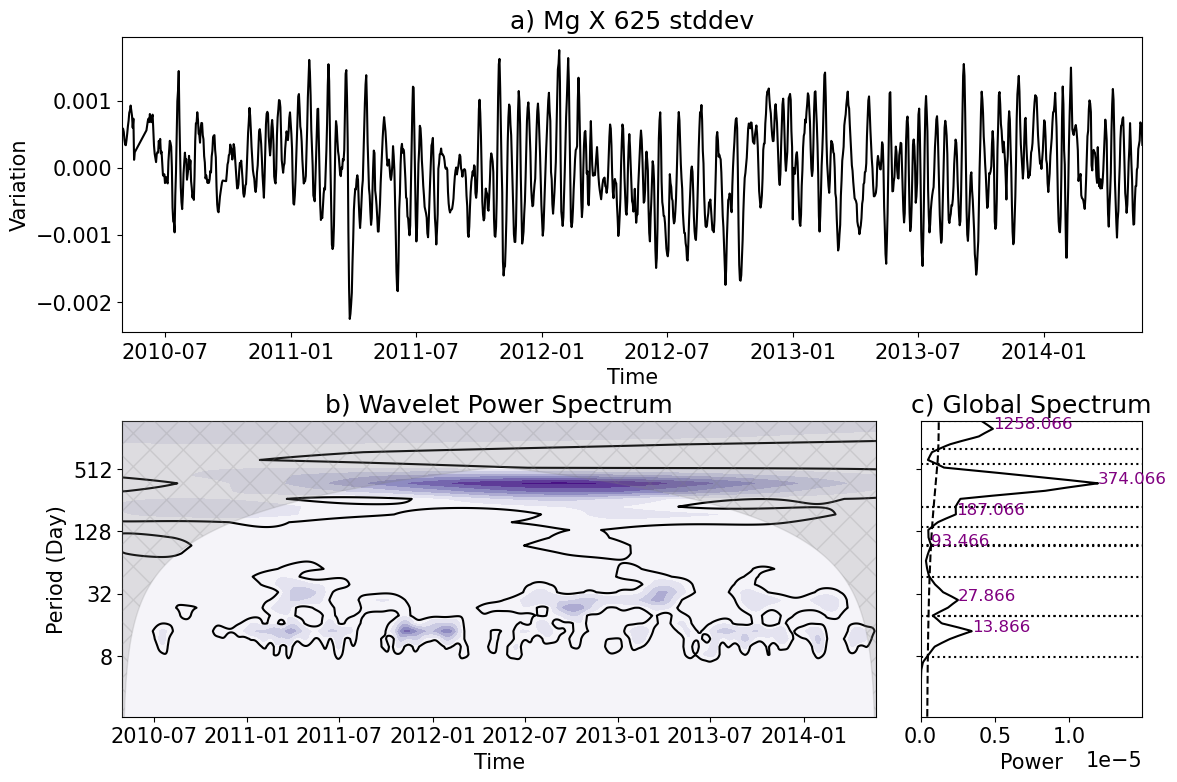 a) Mg X 625 stddev
Variation
0.001
0.000
−0.001
−0.002
2010-07 2011-01 2011-07 2012-01 2012-07 2013-01 2013-07 2014-01
Time
b) Wavelet Power Spectrum
Period (Day)
512
128
32
8
2010-07 2011-01 2011-07 2012-01 2012-07 2013-01 2013-07 2014-01
Time
c) Global Spectrum
1258.066
374.066
187.066
93.466
27.866
13.866
0.0 0.5 1.0
Power 1e−5